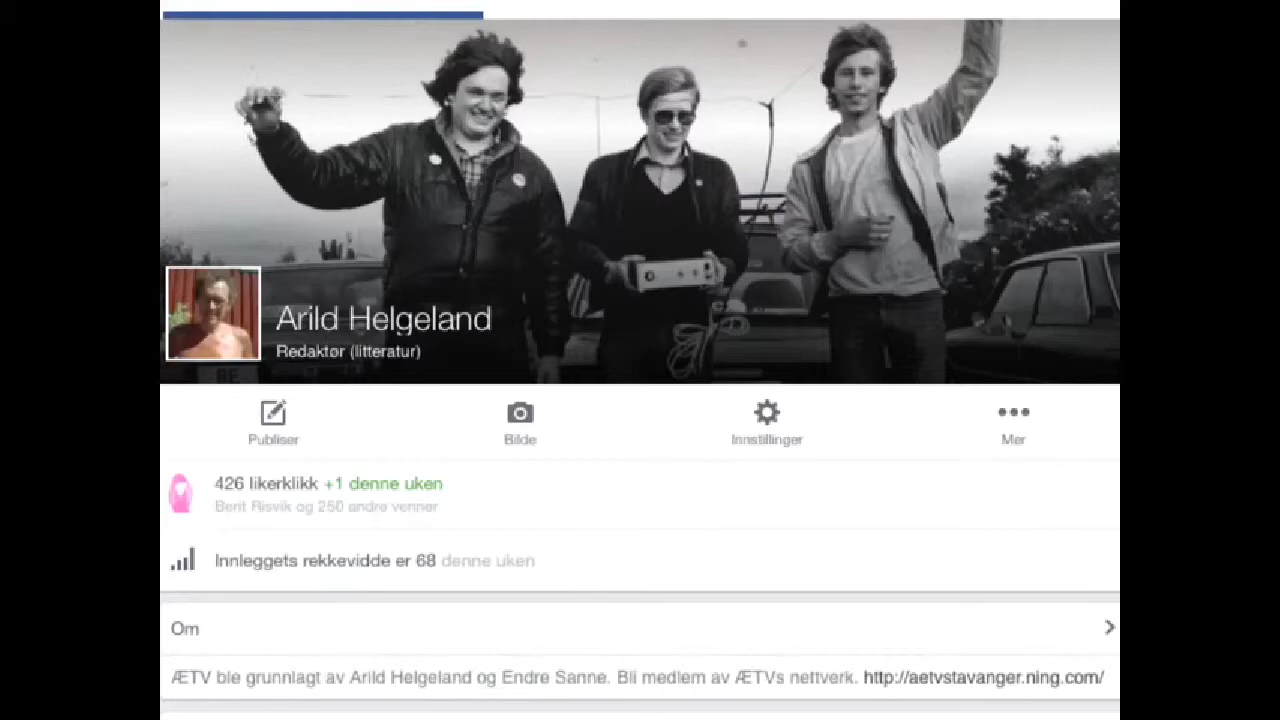 Arild Helgeland
Redaktør (litteratur)
Publiser
Bilde
Innstillinger
Mer
426 likerklikk +1 denne uken
Berit Risvik og 250 andre venner
Innleggets rekkevidde er 68 denne uken
Om
ÆTV ble grunnlagt av Arild Helgeland og Endre Sanne. Bli medlem av ÆTVs nettverk. http://aetvstavanger.ning.com/